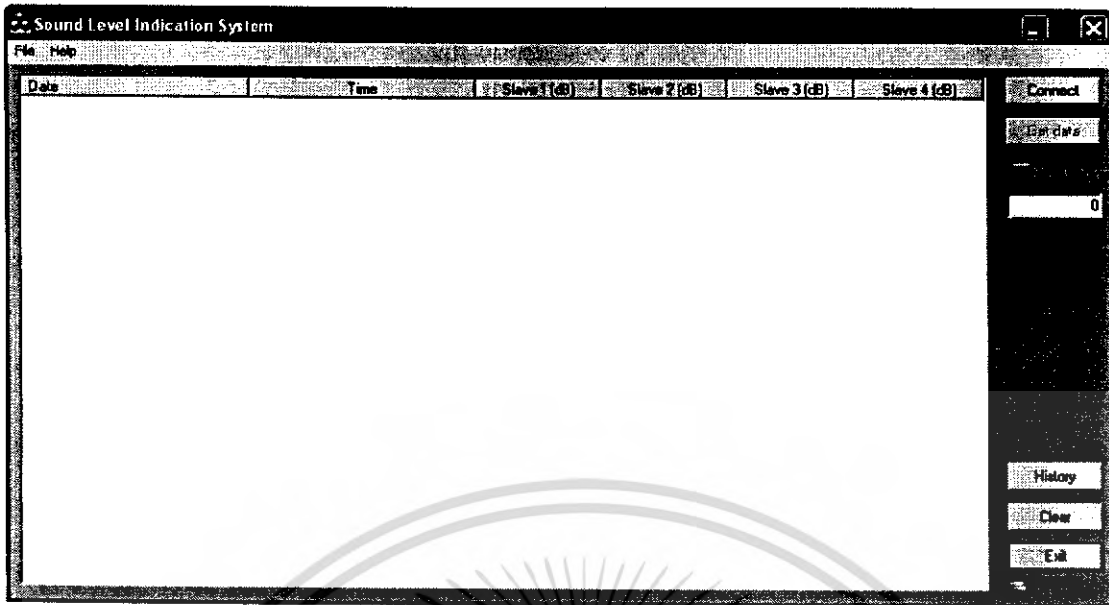 Sound Level Indication System
File Help
Date Time Slave 1 (dB) Slave 2 (dB) Slave 3 (dB) Slave 4 (dB)
Connect
Get data
0
History
Clear
Exit